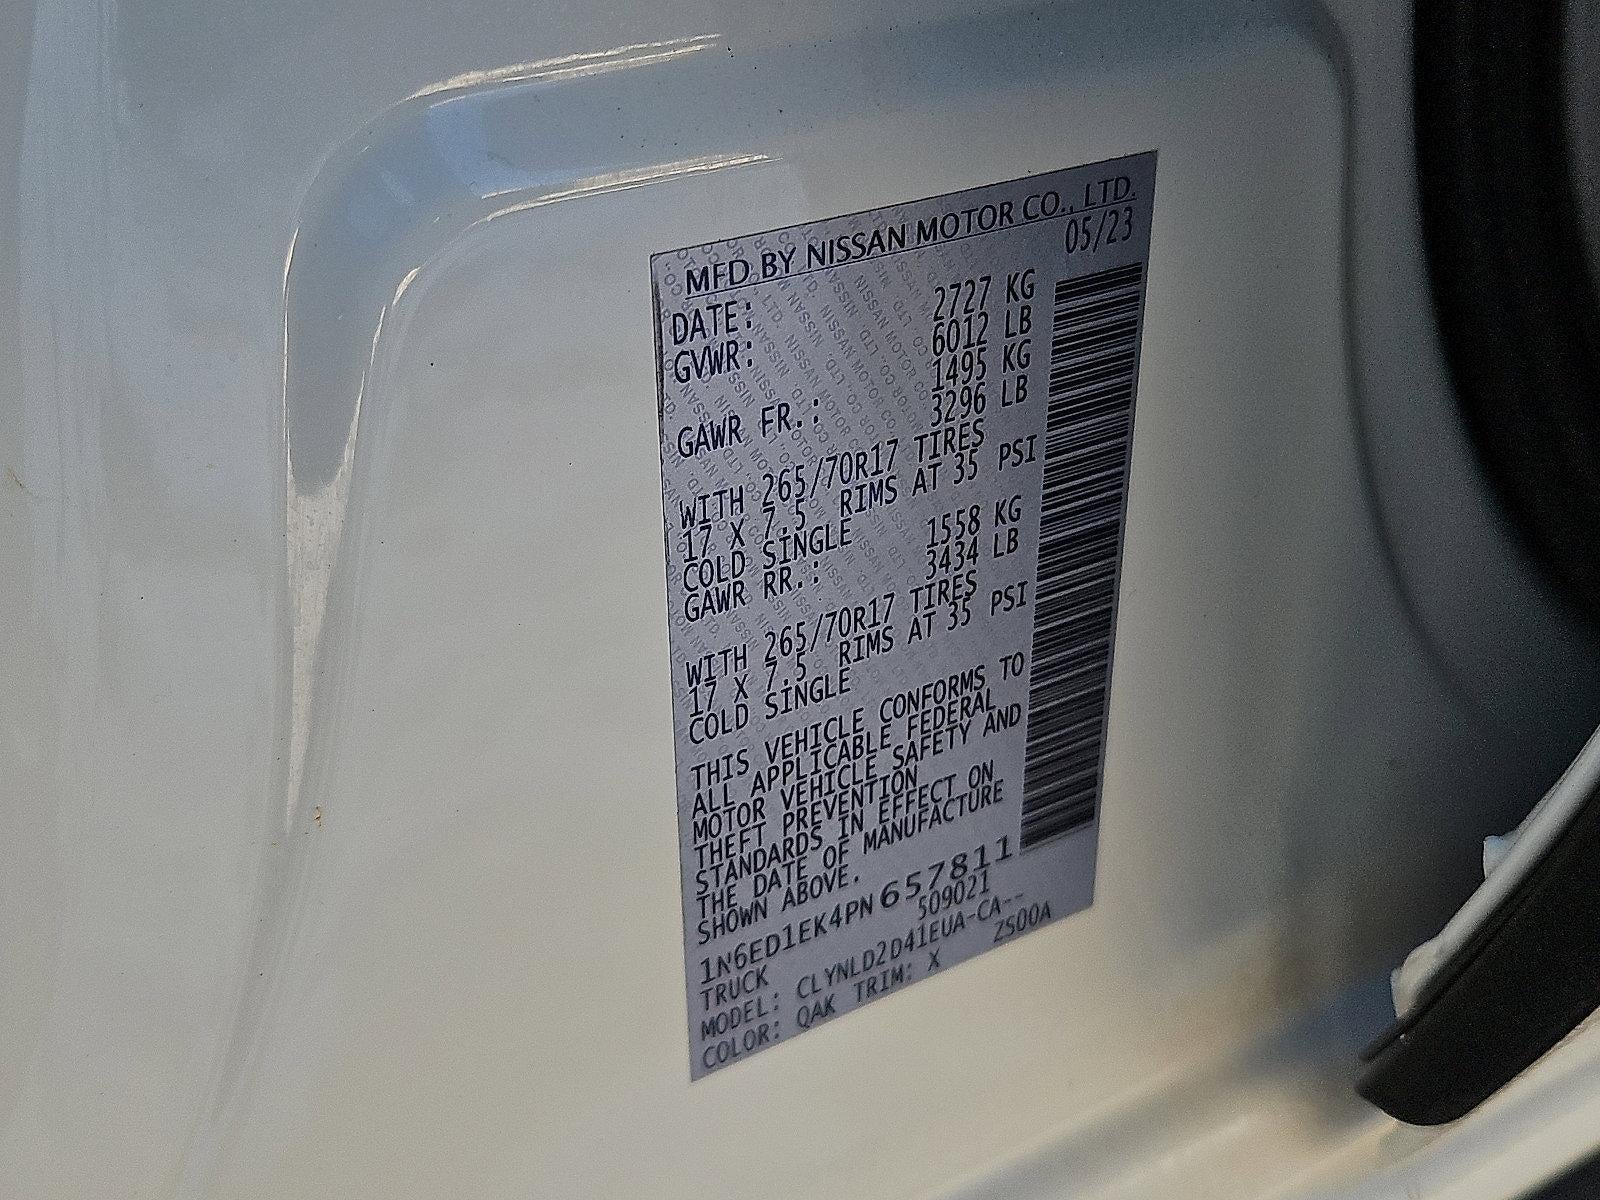 MFD BY NISSAN MOTOR CO., LTD.
DATE: 05/23
GVWR: 2727 KG
6012 LB
GAWR FR.: 1495 KG
3296 LB
WITH 265/70R17 TIRES
17 X 7.5 RIMS AT 35 PSI
COLD SINGLE
GAWR RR.: 1558 KG
3434 LB
WITH 265/70R17 TIRES
17 X 7.5 RIMS AT 35 PSI
COLD SINGLE
THIS VEHICLE CONFORMS TO
ALL APPLICABLE FEDERAL
MOTOR VEHICLE SAFETY AND
THEFT PREVENTION
STANDARDS IN EFFECT ON
THE DATE OF MANUFACTURE
SHOWN ABOVE.
1N6ED1EK4PN657811
TRUCK 509021
MODEL: CLYNLD2D41EUA-CA--
COLOR: QAK TRIM: X ZS00A